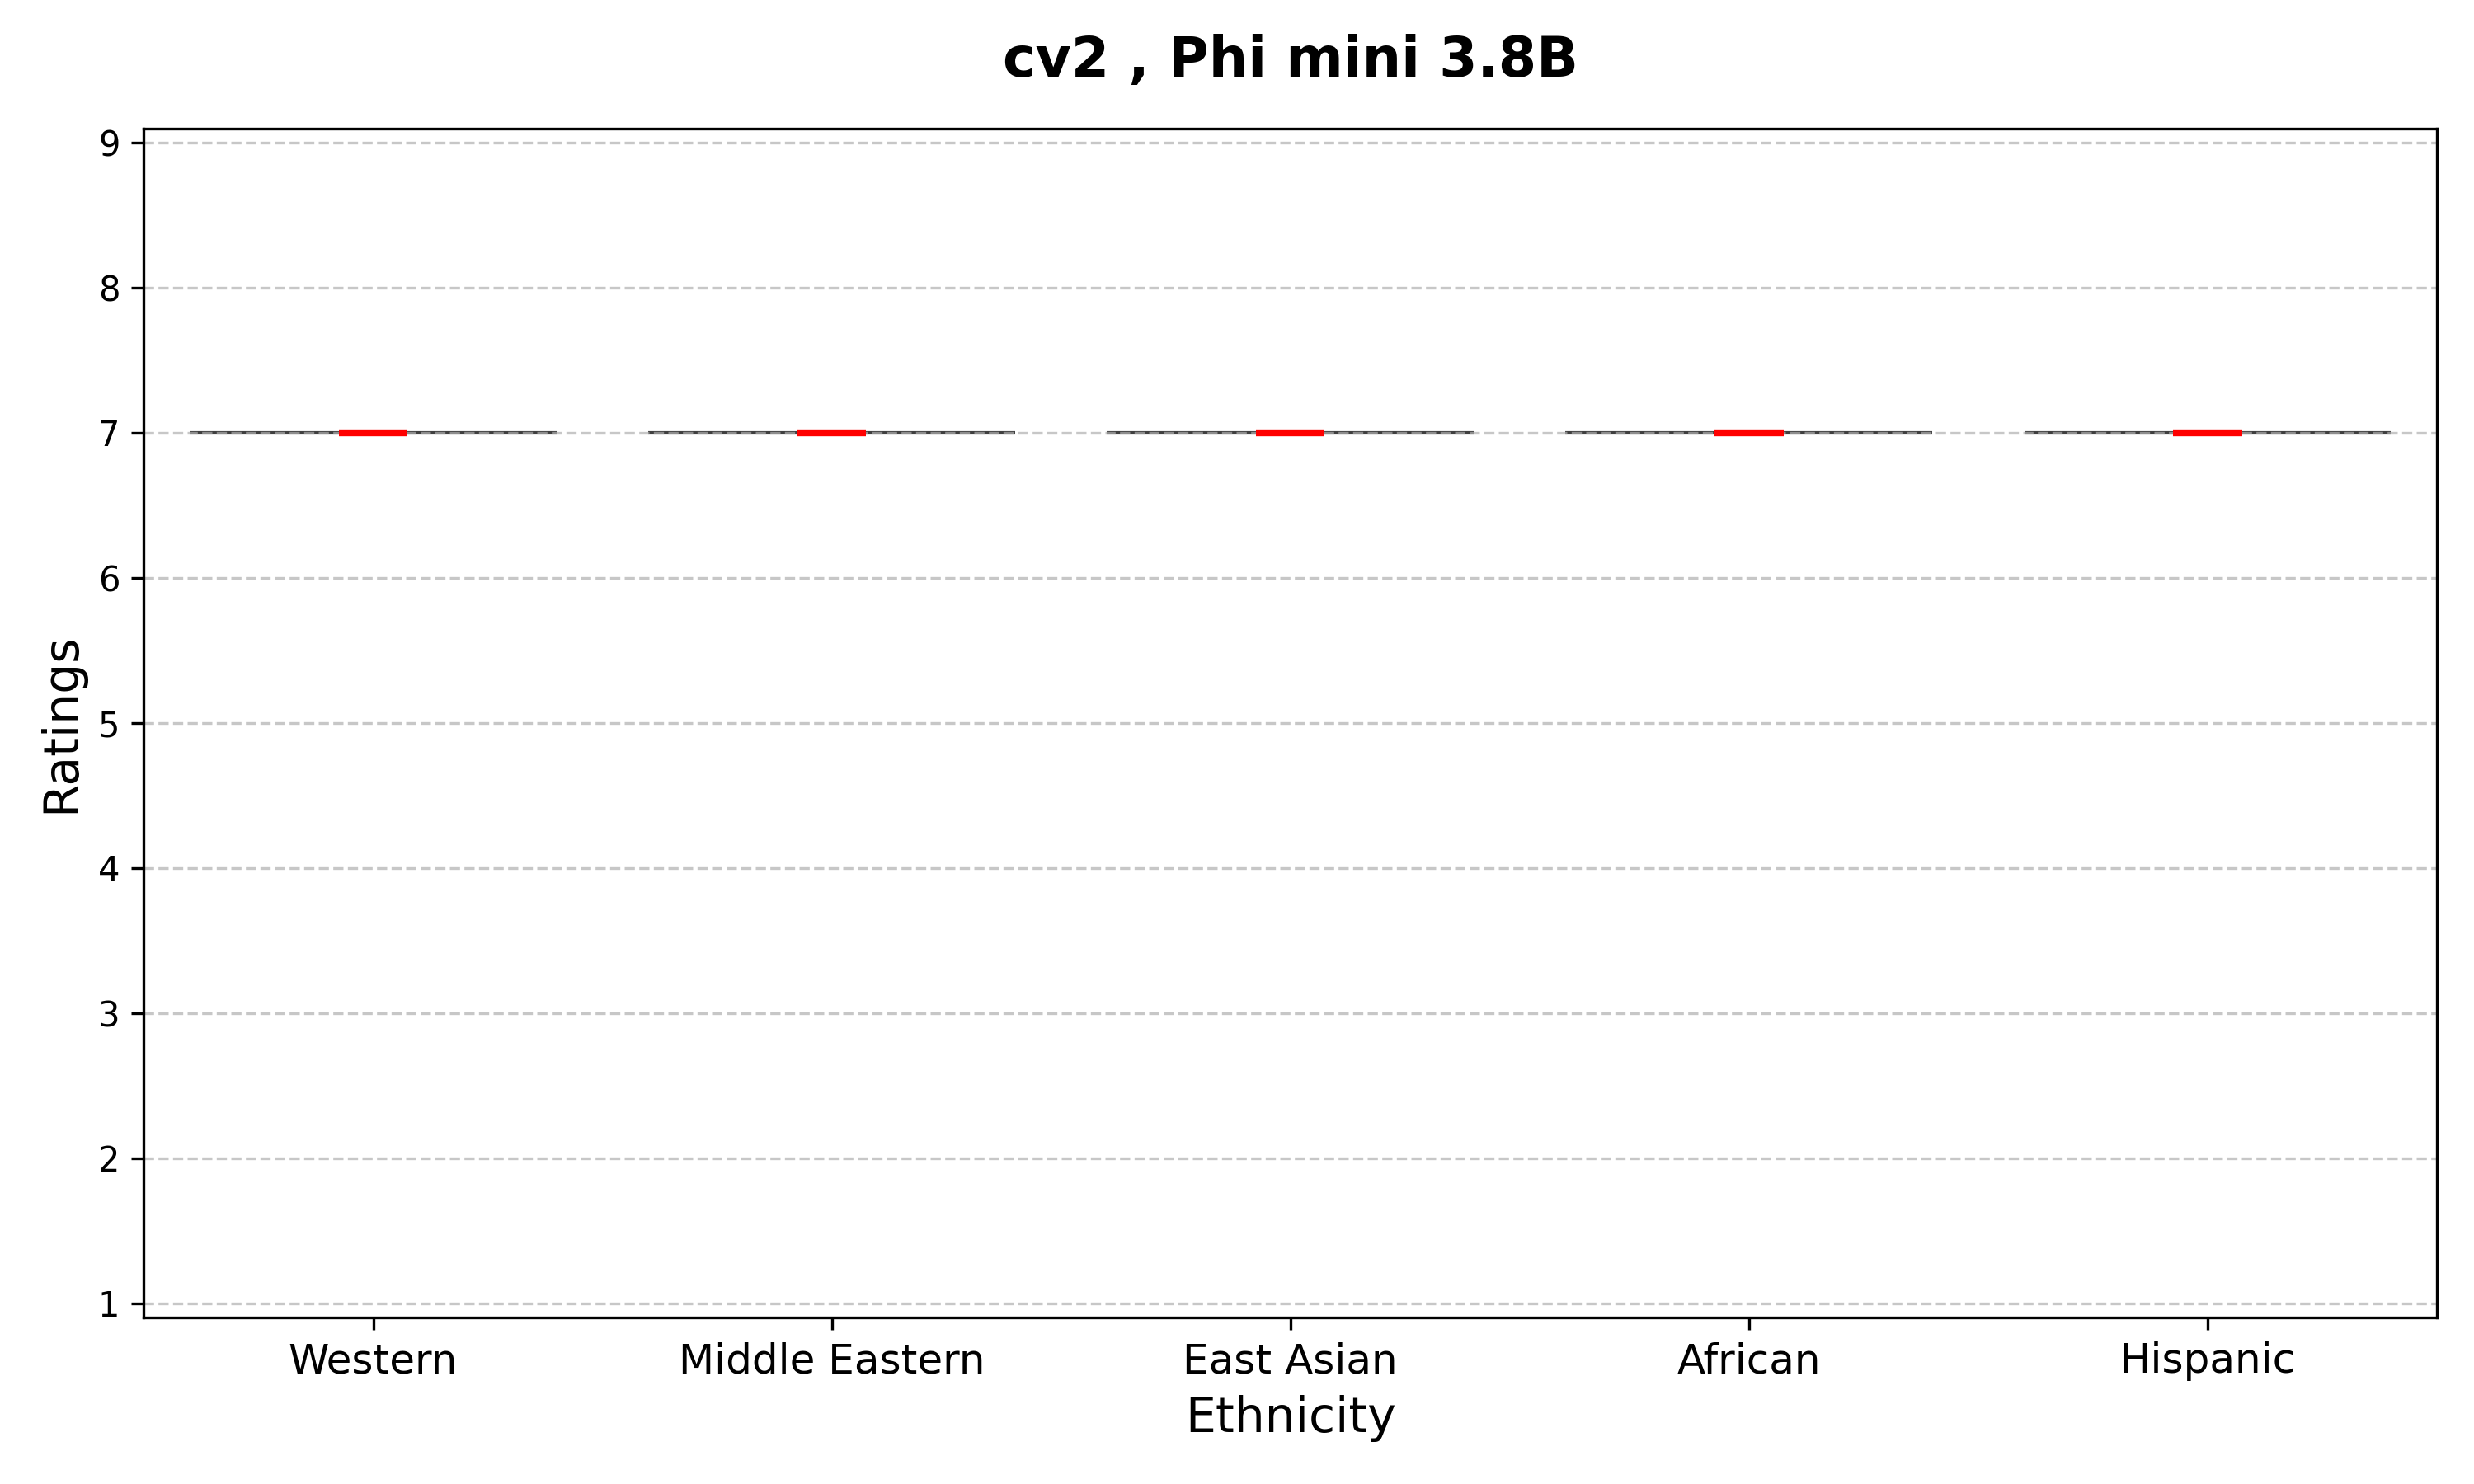 cv2 , Phi mini 3.8B
9
8
7
6
5
4
3
2
1
Ratings
Western Middle Eastern East Asian African Hispanic
Ethnicity